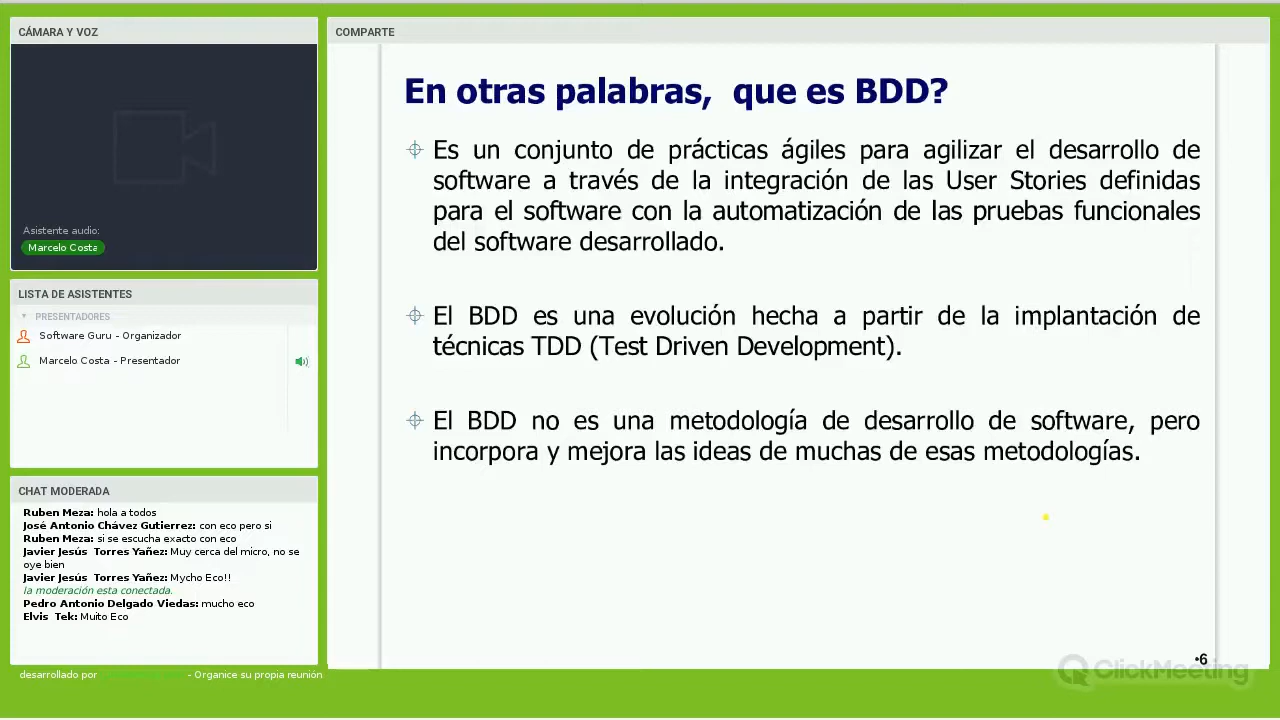 CÁMARA Y VOZ
Asistente audio:
Marcelo Costa
LISTA DE ASISTENTES
PRESENTADORES
Software Guru - Organizador
Marcelo Costa - Presentador
CHAT MODERADA
Ruben Meza: hola a todos
José Antonio Chávez Gutierrez: con eco pero si
Ruben Meza: si se escucha exacto con eco
Javier Jesús Torres Yañez: Muy cerca del micro, no se
oye bien
Javier Jesús Torres Yañez: Mycho Eco!!
la moderación esta conectada.
Pedro Antonio Delgado Viedas: mucho eco
Elvis Tek: Muito Eco
desarrollado por - Organice su propia reunión
COMPARTE
En otras palabras, que es BDD?
Es un conjunto de prácticas ágiles para agilizar el desarrollo de
software a través de la integración de las User Stories definidas
para el software con la automatización de las pruebas funcionales
del software desarrollado.
El BDD es una evolución hecha a partir de la implantación de
técnicas TDD (Test Driven Development).
El BDD no es una metodología de desarrollo de software, pero
incorpora y mejora las ideas de muchas de esas metodologías.
•6
ClickMeeting